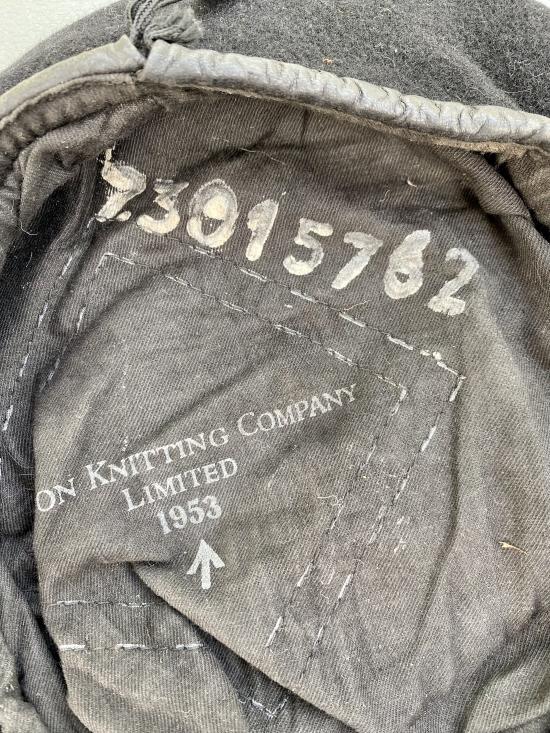 23015762
ON KNITTING COMPANY
LIMITED
1953